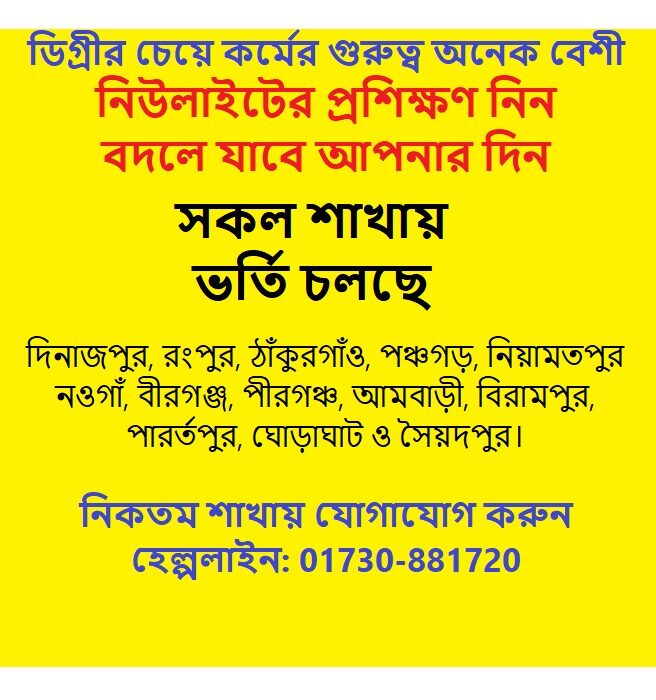 ডিগ্রীর চেয়ে কর্মের গুরুত্ব অনেক বেশী
নিউলাইটের প্রশিক্ষণ নিন
বদলে যাবে আপনার দিন
সকল শাখায়
ভর্তি চলছে
দিনাজপুর, রংপুর, ঠাঁকুরগাঁও, পঞ্চগড়, নিয়ামতপুর
নওগাঁ, বীরগঞ্জ, পীরগঞ্চ, আমবাড়ী, বিরামপুর,
পারর্তপুর, ঘোড়াঘাট ও সৈয়দপুর।
নিকতম শাখায় যোগাযোগ করুন
হেল্পলাইন: 01730-881720